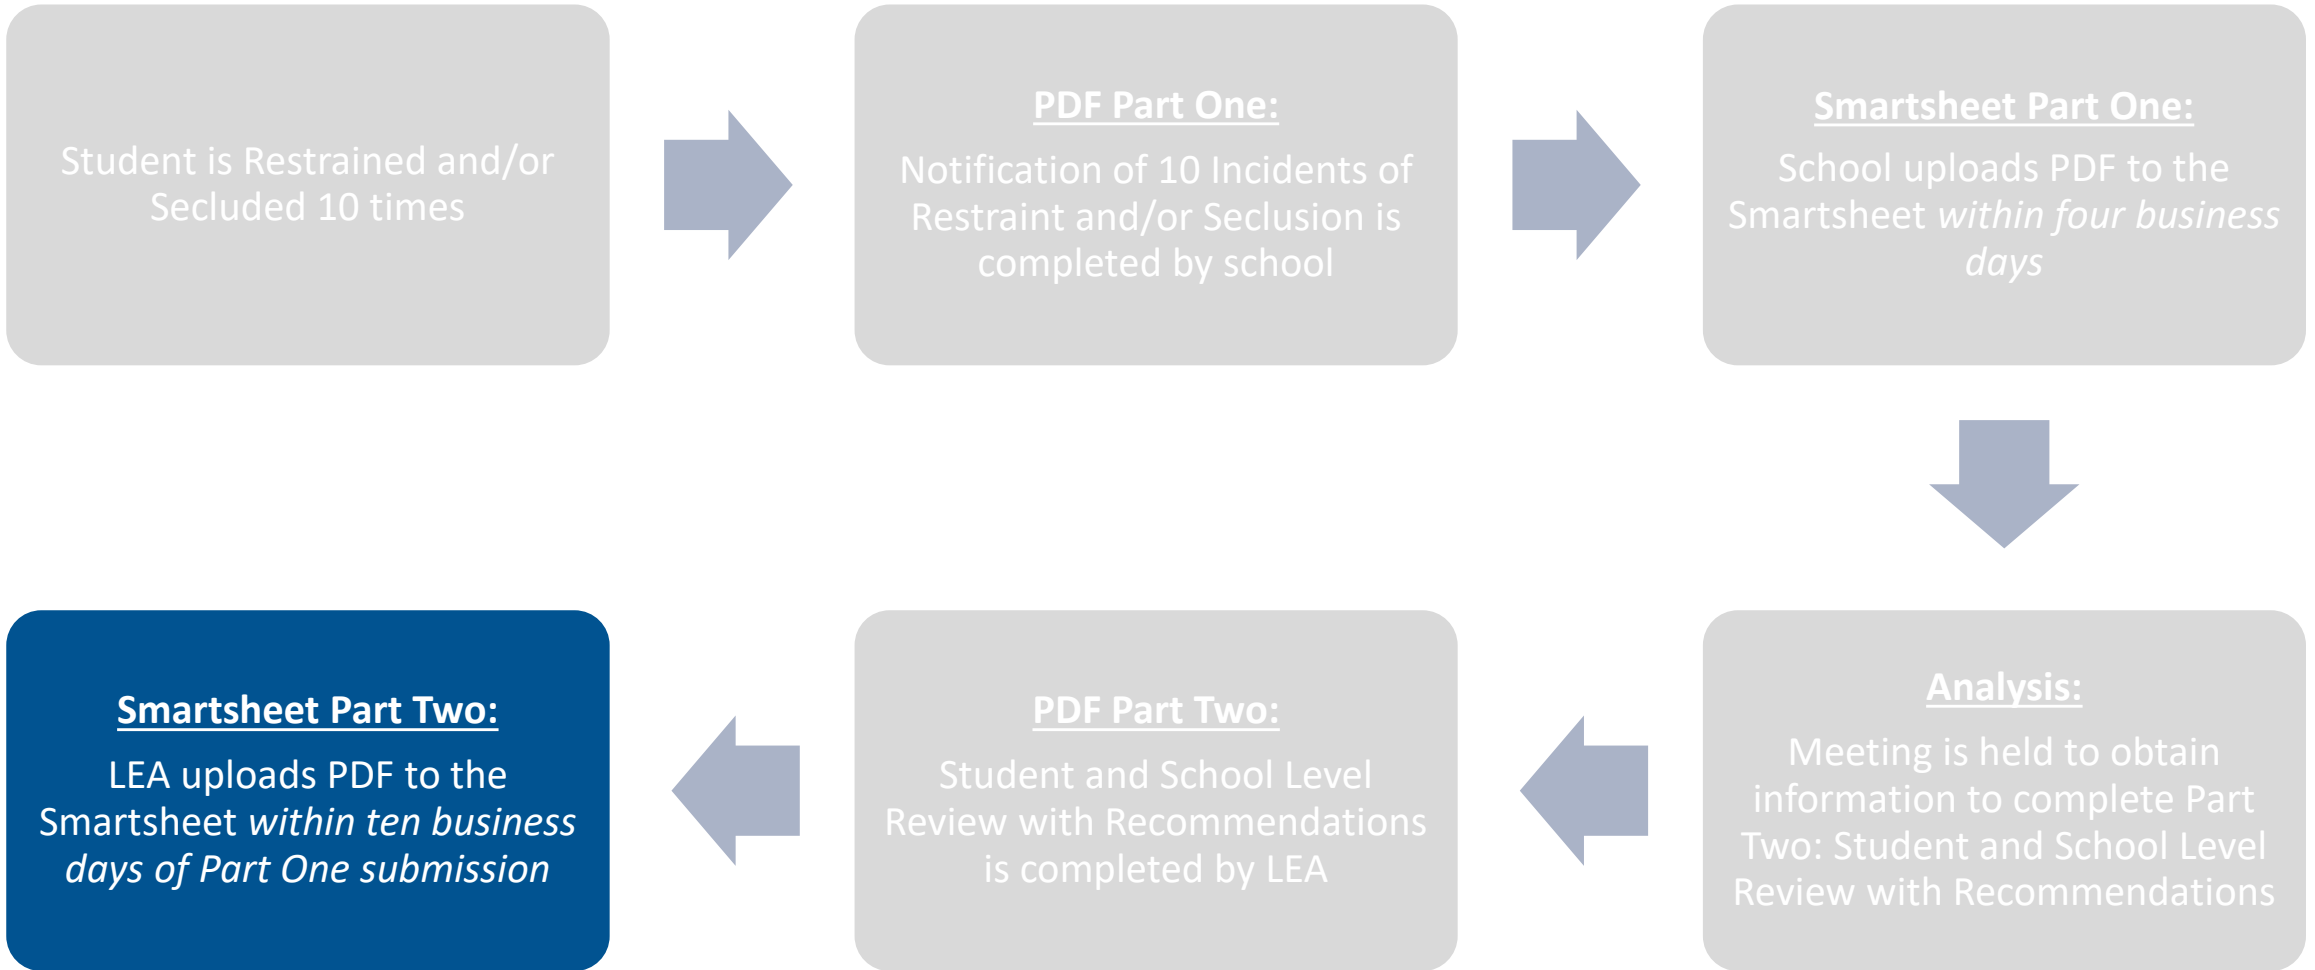 Student is Restrained and/or
Secluded 10 times
PDF Part One:
Notification of 10 Incidents of
Restraint and/or Seclusion is
completed by school
Smartsheet Part One:
School uploads PDF to the
Smartsheet within four business
days
Analysis:
Meeting is held to obtain
information to complete Part
Two: Student and School Level
Review with Recommendations
PDF Part Two:
Student and School Level
Review with Recommendations
is completed by LEA
Smartsheet Part Two:
LEA uploads PDF to the
Smartsheet within ten business
days of Part One submission